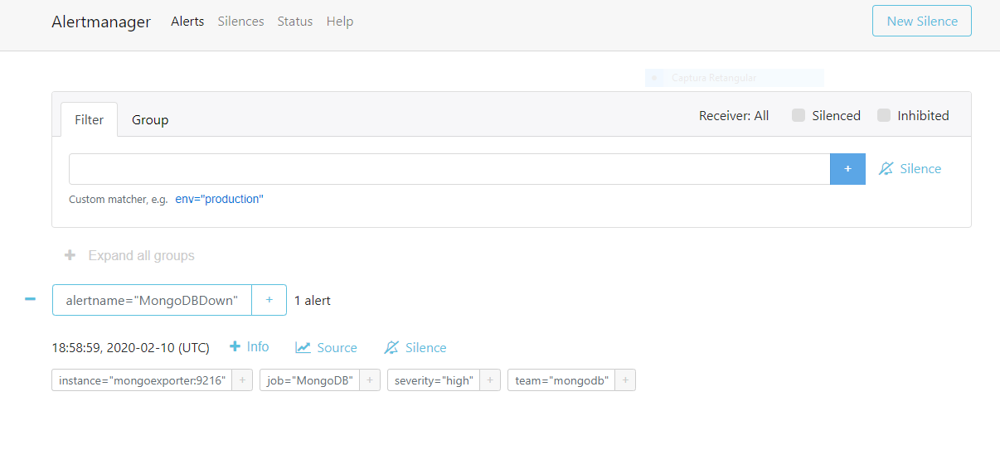 Alertmanager Alerts Silences Status Help New Silence
Captura Retangular
Filter Group Receiver: All Silenced Inhibited
+ Silence
Custom matcher, e.g. env="production"
+ Expand all groups
− alertname="MongoDBDown" + 1 alert
18:58:59, 2020-02-10 (UTC) + Info Source Silence
instance="mongoexporter:9216" + job="MongoDB" + severity="high" + team="mongodb" +